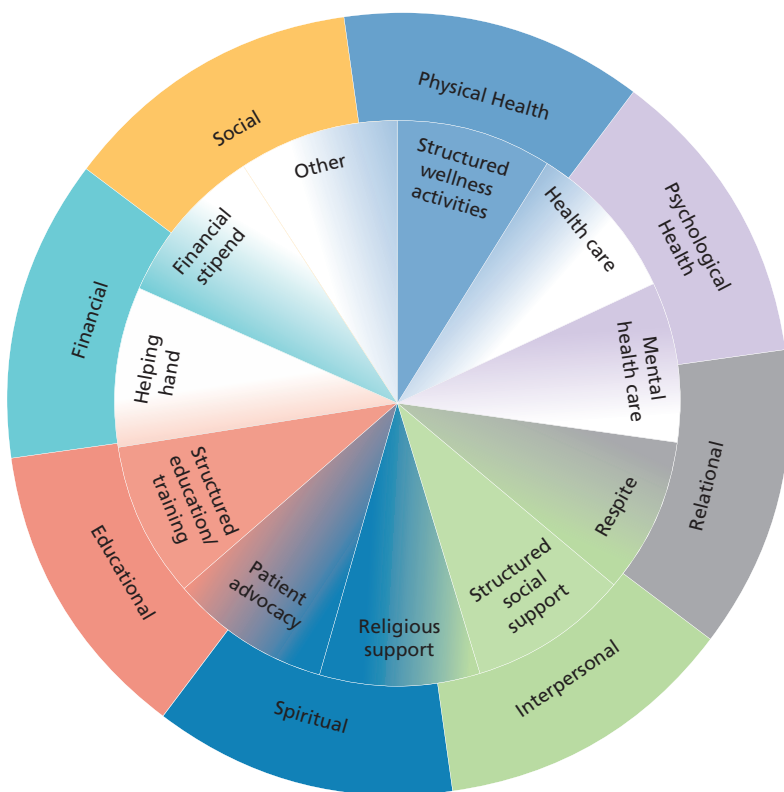 Physical Health
Psychological
Health
Relational
Interpersonal
Spiritual
Educational
Financial
Social
Structured
wellness
activities
Health care
Mental
health care
Respite
Structured
social
support
Religious
support
Patient
advocacy
Structured
education/
training
Helping
hand
Financial
stipend
Other